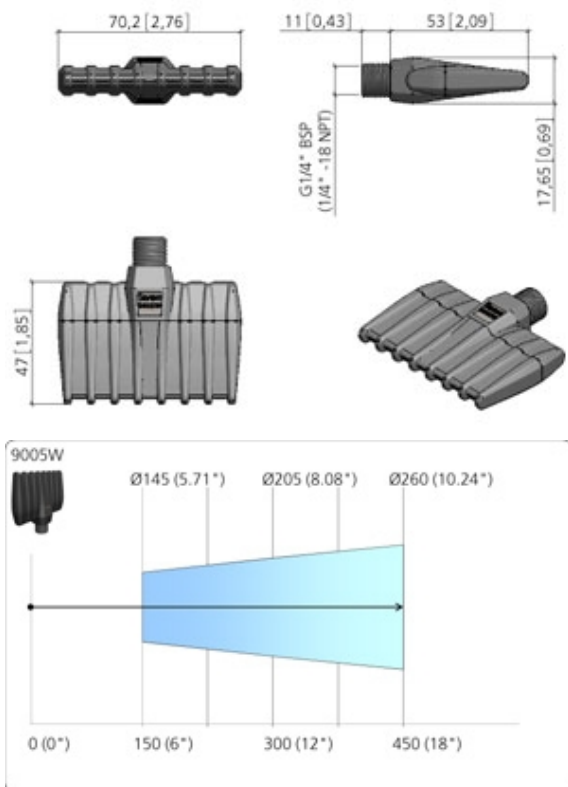 70,2 [2,76]
11 [0,43]
53 [2,09]
G1/4" BSP
(1/4" -18 NPT)
17,65 [0,69]
47 [1,85]
9005W
Ø145 (5.71")
Ø205 (8.08")
Ø260 (10.24")
0 (0")
150 (6")
300 (12")
450 (18")